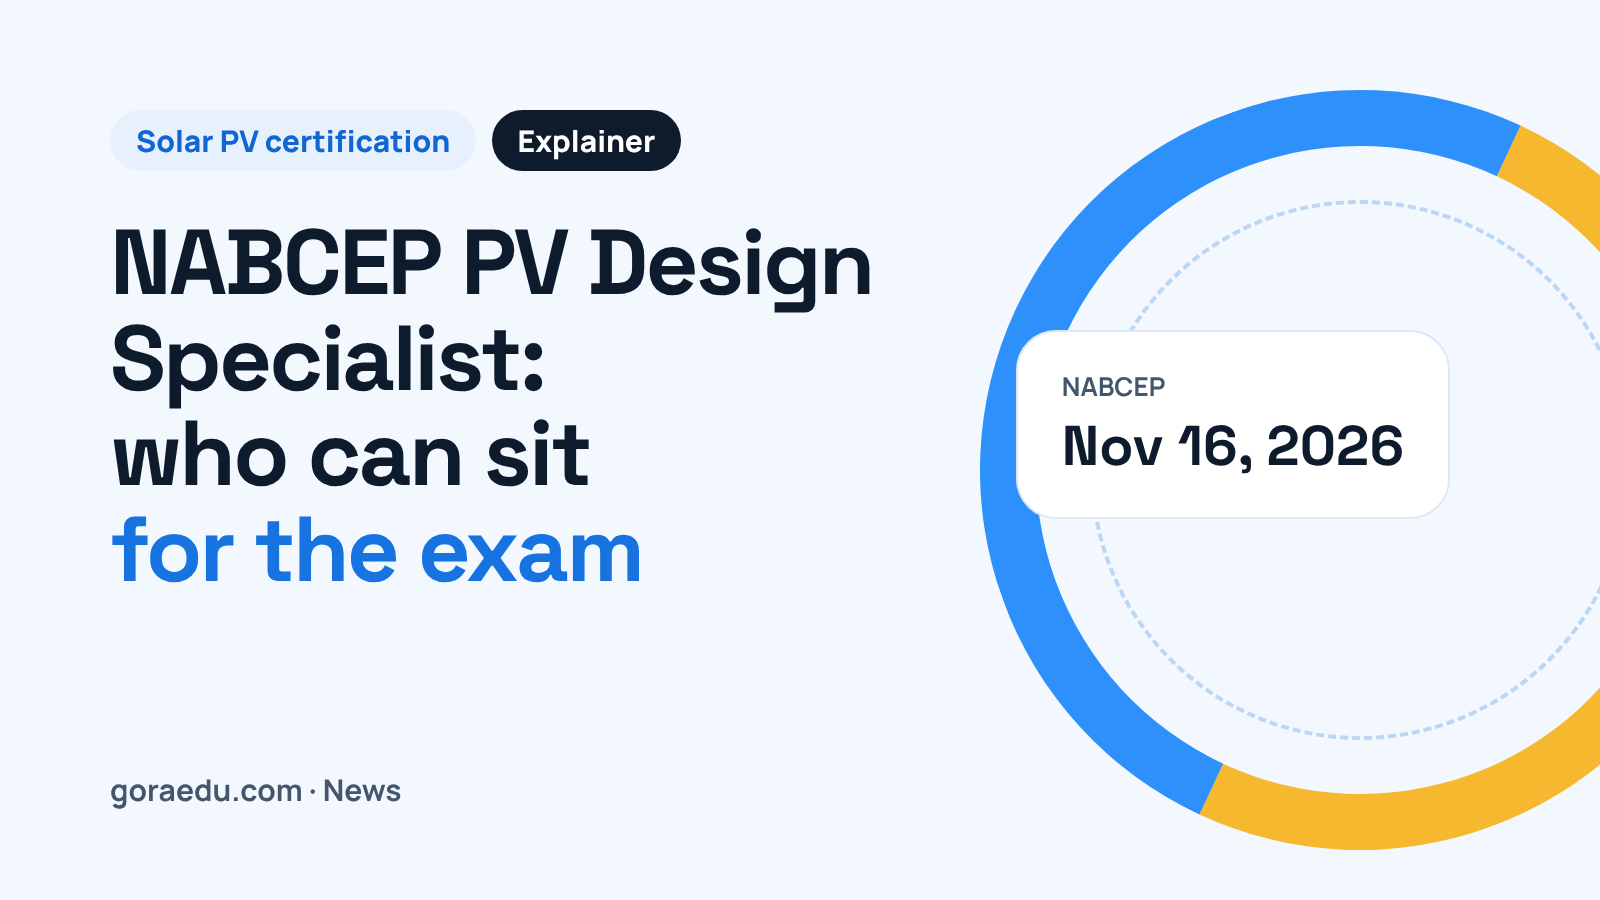 Solar PV certification
Explainer
NABCEP PV Design
Specialist:
who can sit
for the exam
NABCEP
Nov 16, 2026
goraedu.com · News